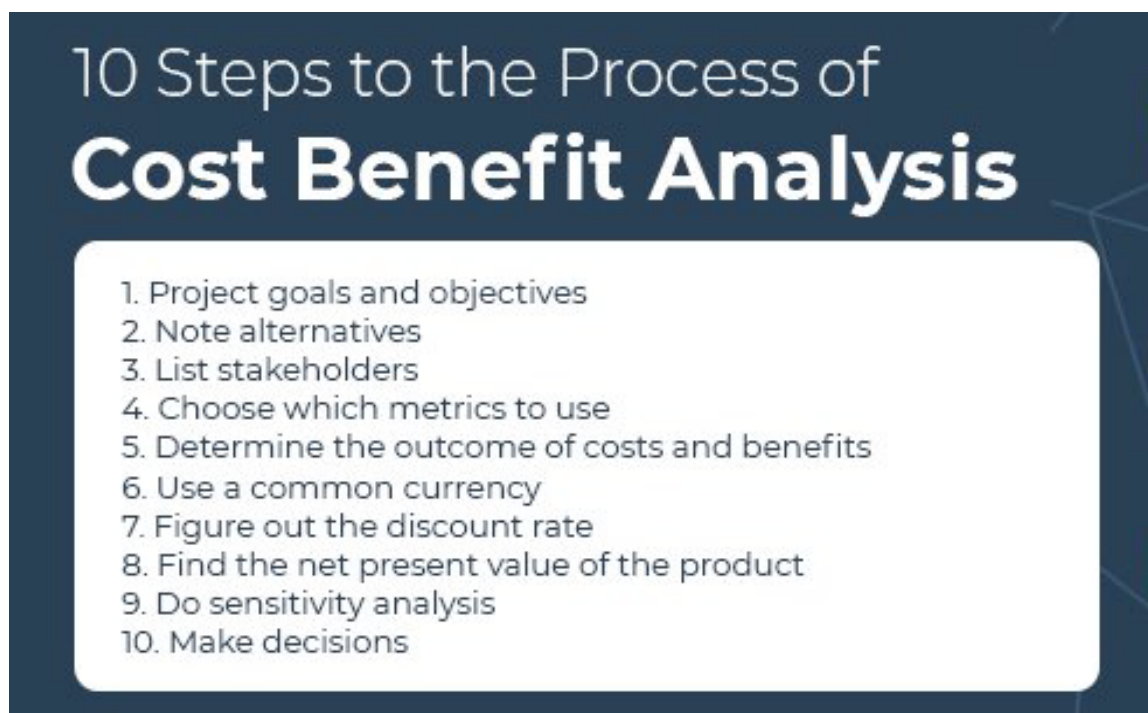 10 Steps to the Process of
Cost Benefit Analysis
1. Project goals and objectives
2. Note alternatives
3. List stakeholders
4. Choose which metrics to use
5. Determine the outcome of costs and benefits
6. Use a common currency
7. Figure out the discount rate
8. Find the net present value of the product
9. Do sensitivity analysis
10. Make decisions